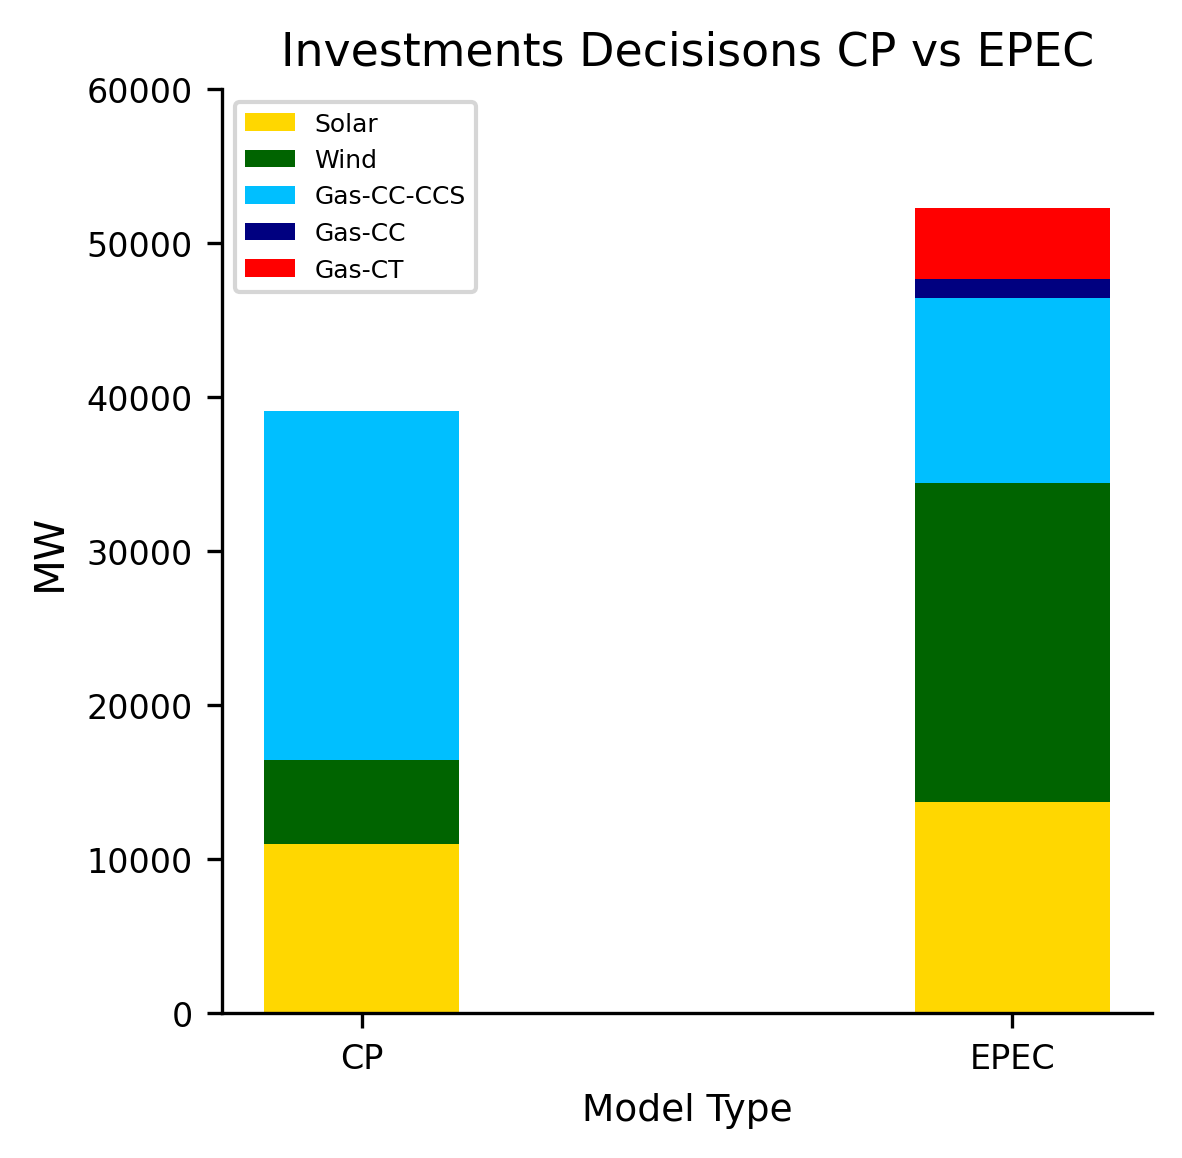 Investments Decisisons CP vs EPEC
60000
50000
40000
30000
20000
10000
0
MW
Solar
Wind
Gas-CC-CCS
Gas-CC
Gas-CT
CP
EPEC
Model Type